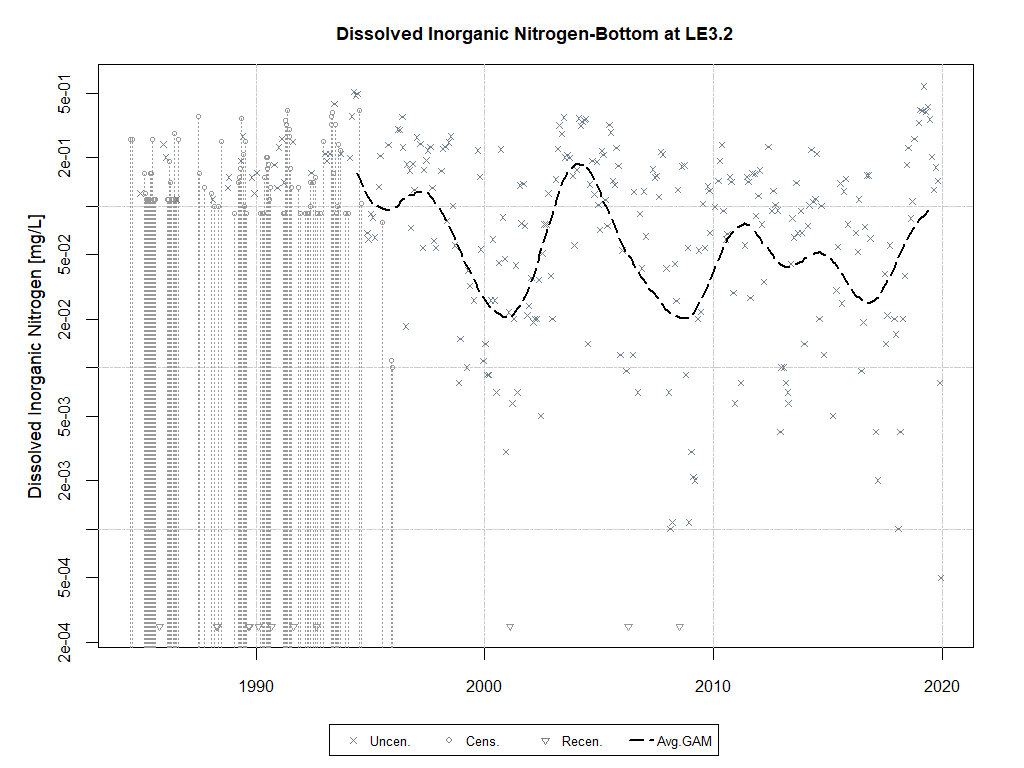 Dissolved Inorganic Nitrogen-Bottom at LE3.2
Dissolved Inorganic Nitrogen [mg/L]
5e-01
2e-01
5e-02
2e-02
5e-03
2e-03
5e-04
2e-04
1990 2000 2010 2020
Uncen. Cens. Recen. Avg.GAM